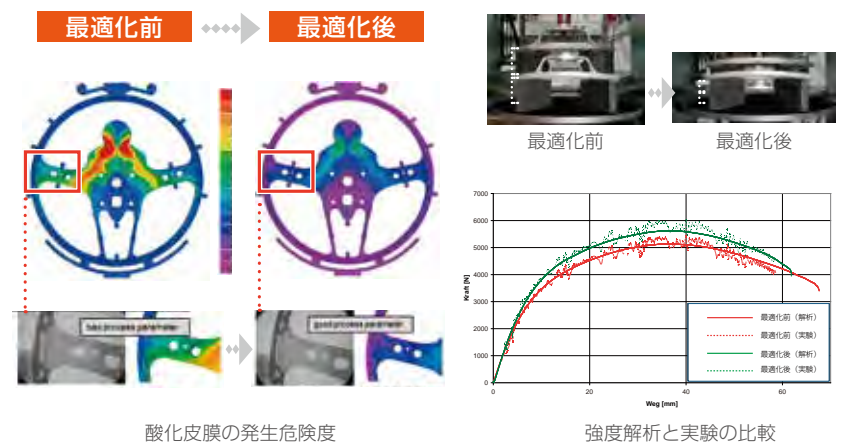 最適化前
最適化後
bad process parameter
good process parameter
酸化皮膜の発生危険度
最適化前
最適化後
7000
6000
5000
4000
3000
2000
1000
0
Kraft [N]
0
20
40
60
Weg [mm]
最適化前（解析）
最適化前（実験）
最適化後（解析）
最適化後（実験）
強度解析と実験の比較